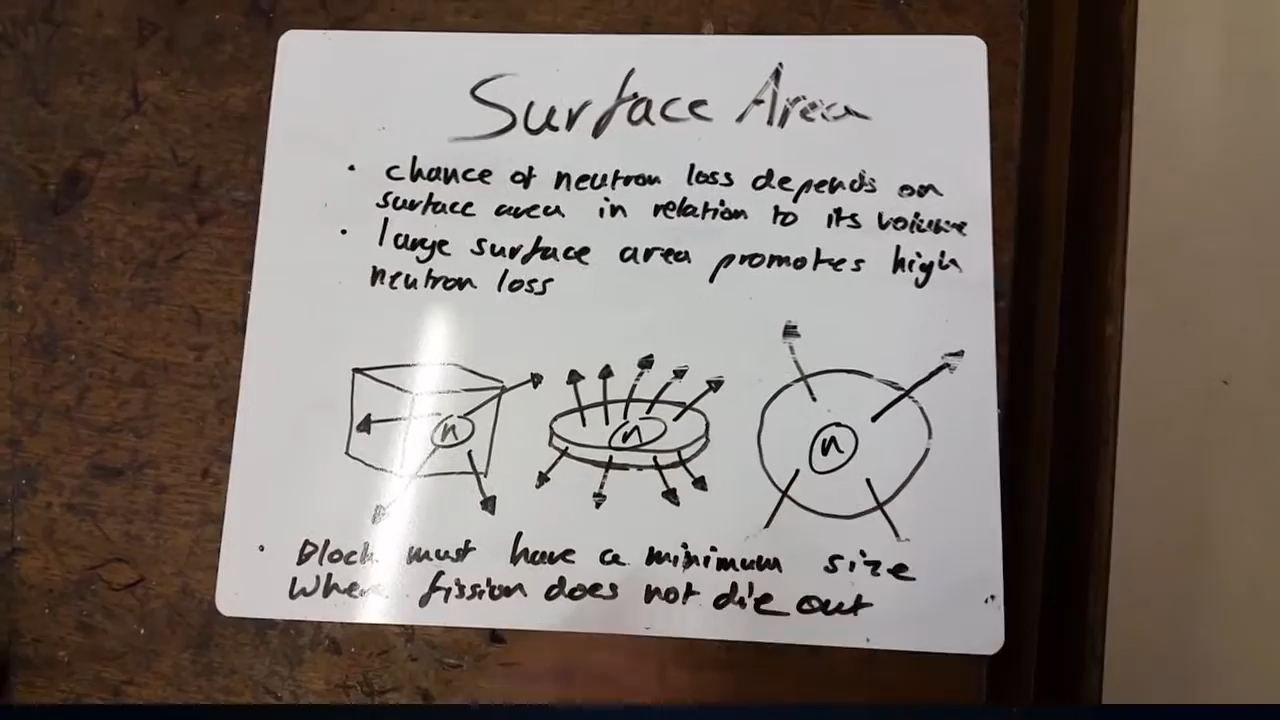 Surface Area
• chance of neutron loss depends on
surface area in relation to its volume
• large surface area promotes high
neutron loss
n n n
• Block must have a minimum size
Where fission does not die out